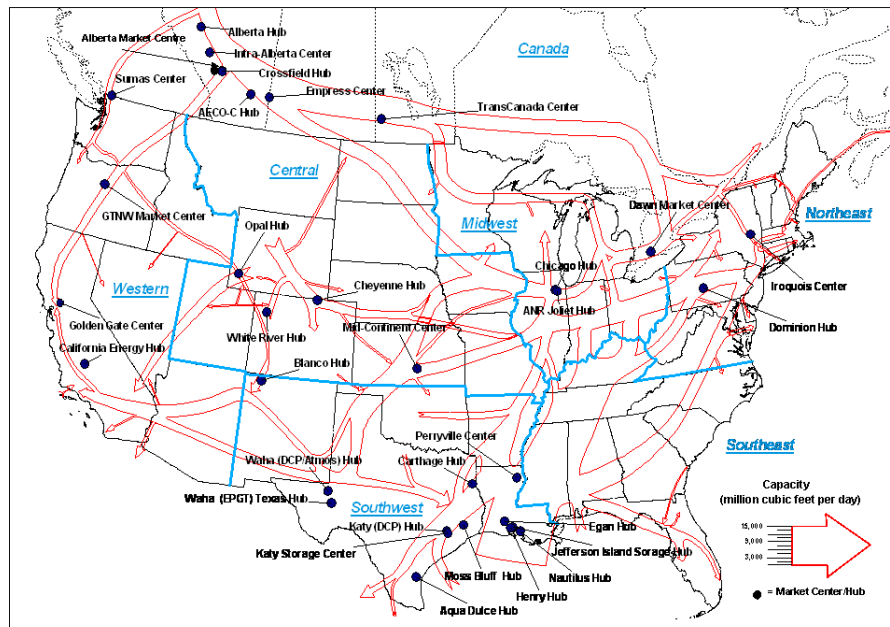 Alberta Hub
Alberta Market Centre
Infra-Alberta Center
Canada
Crossfield Hub
Sumas Center
Empress Center
AECO-C Hub
TransCanada Center
Central
Dawn Market Center
GTNW Market Center
Northeast
Midwest
Opal Hub
Chicago Hub
Western
Cheyenne Hub
Iroquois Center
ANR Joliet Hub
Golden Gate Center
White River Hub
Mid-Continent Center
Dominion Hub
California Energy Hub
Blanco Hub
Perryville Center
Southeast
Waha (DCP/Atmos) Hub
Carthage Hub
Capacity
(million cubic feet per day)
Waha (EPGT) Texas Hub
Southwest
Katy (DCP) Hub
Egan Hub
15,000
9,000
3,000
Katy Storage Center
Jefferson Island Sorage Hub
Moss Bluff Hub
Nautilus Hub
= Market Center/Hub
Henry Hub
Aqua Dulce Hub